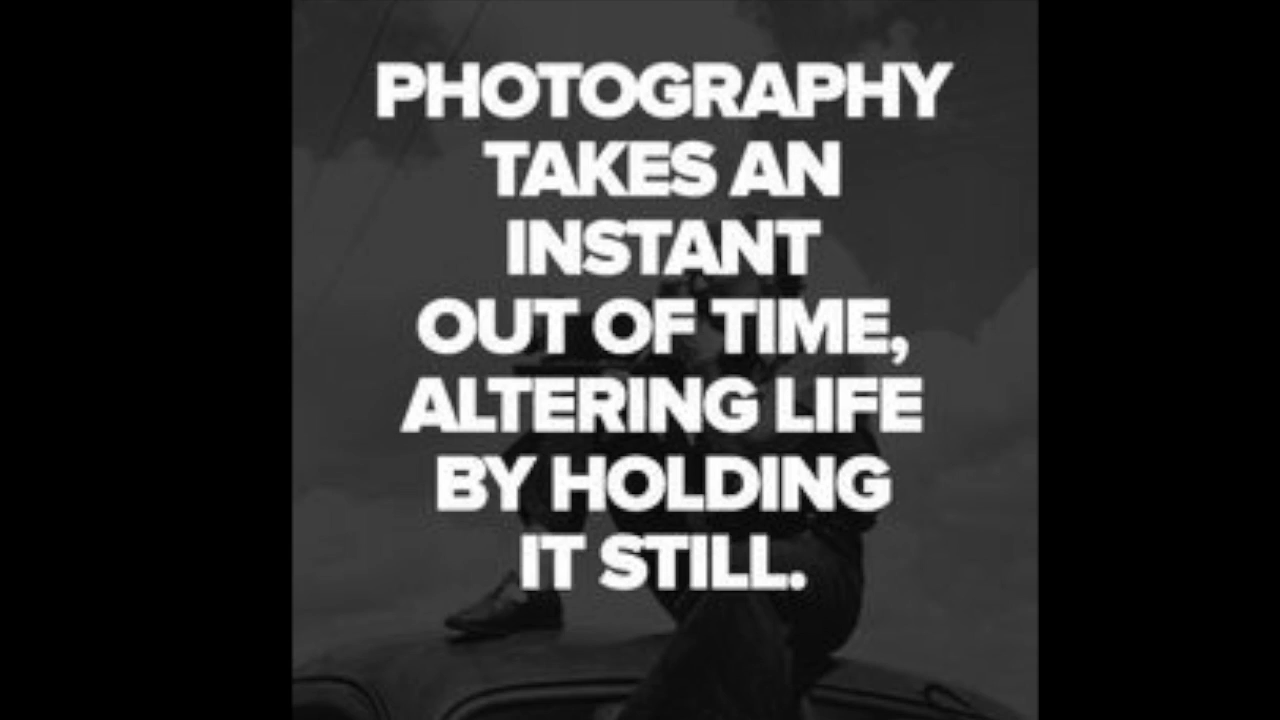 PHOTOGRAPHY
TAKES AN
INSTANT
OUT OF TIME,
ALTERING LIFE
BY HOLDING
IT STILL.